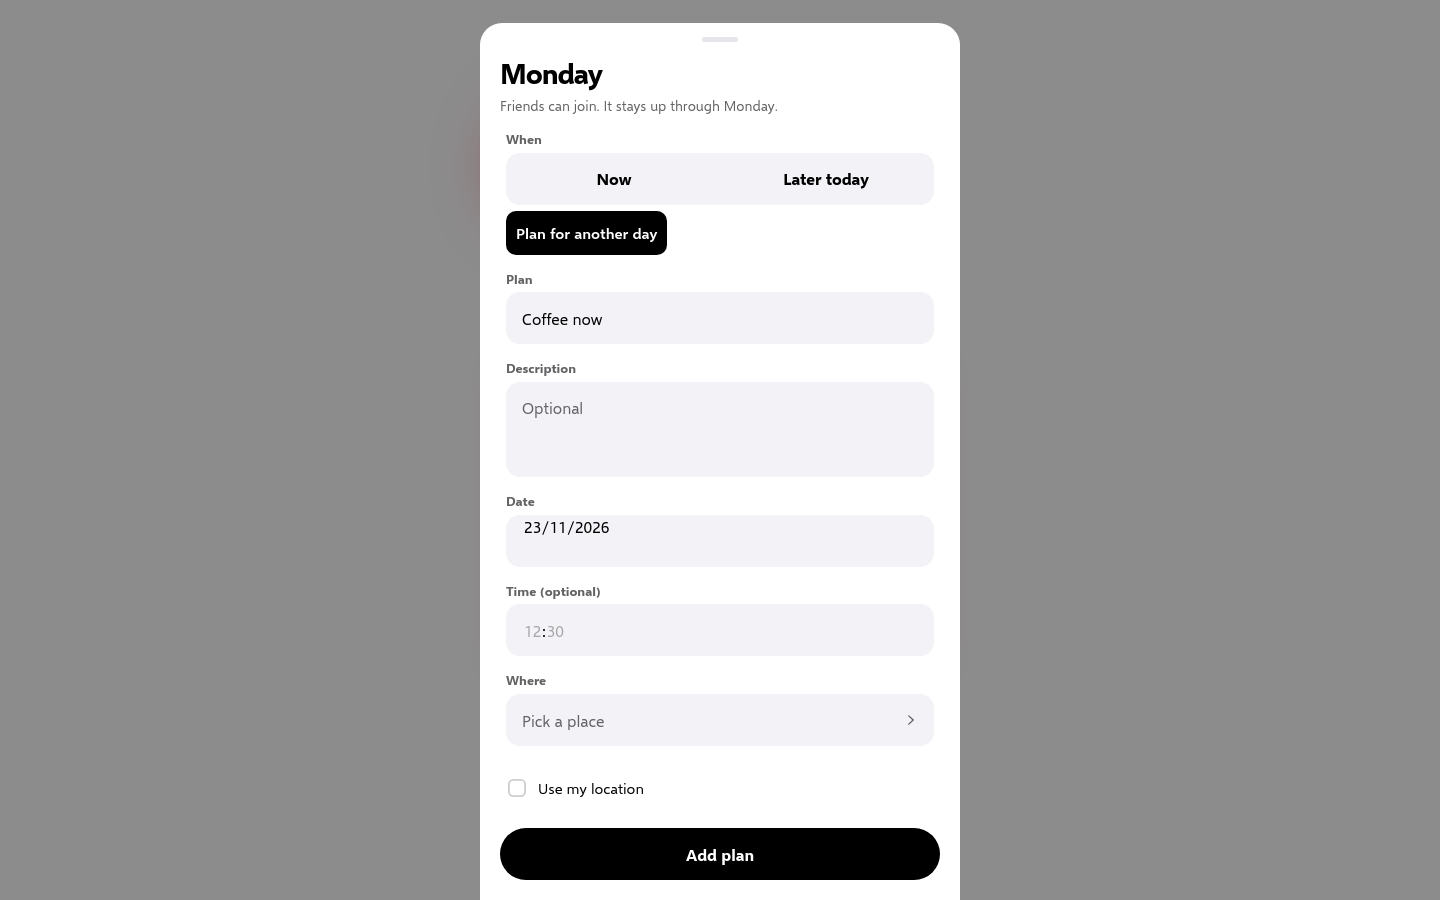 Monday
Friends can join. It stays up through Monday.
When
Now
Later today
Plan for another day
Plan
Coffee now
Description
Optional
Date
23/11/2026
Time (optional)
12:30
Where
Pick a place
Use my location
Add plan